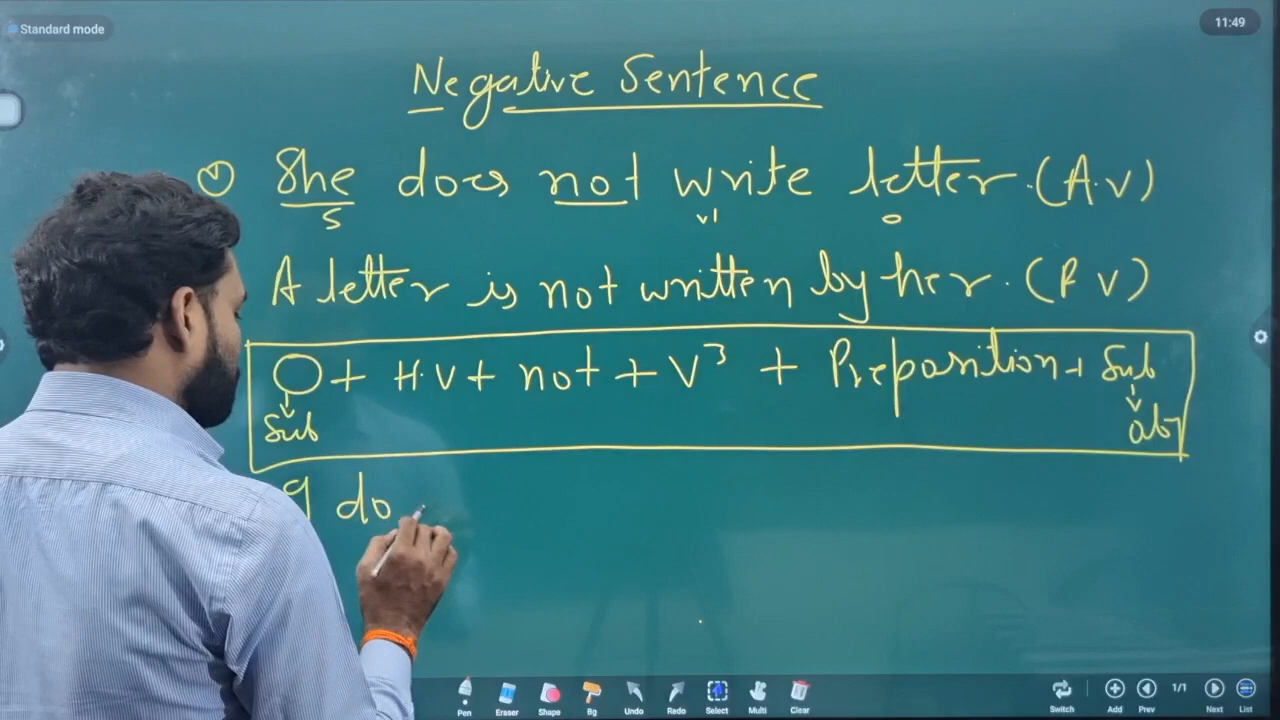 Standard mode
11:49
Negative Sentence
① She does not write letter. (A.V)
S V1 O
A letter is not written by her. (P V)
O + H.V + not + V3 + Preposition + Sub
↓ ↓
Sub obj
I do
Pen Eraser Shape Bg Undo Redo Select Multi Clear Switch Add Prev 1/1 Next List